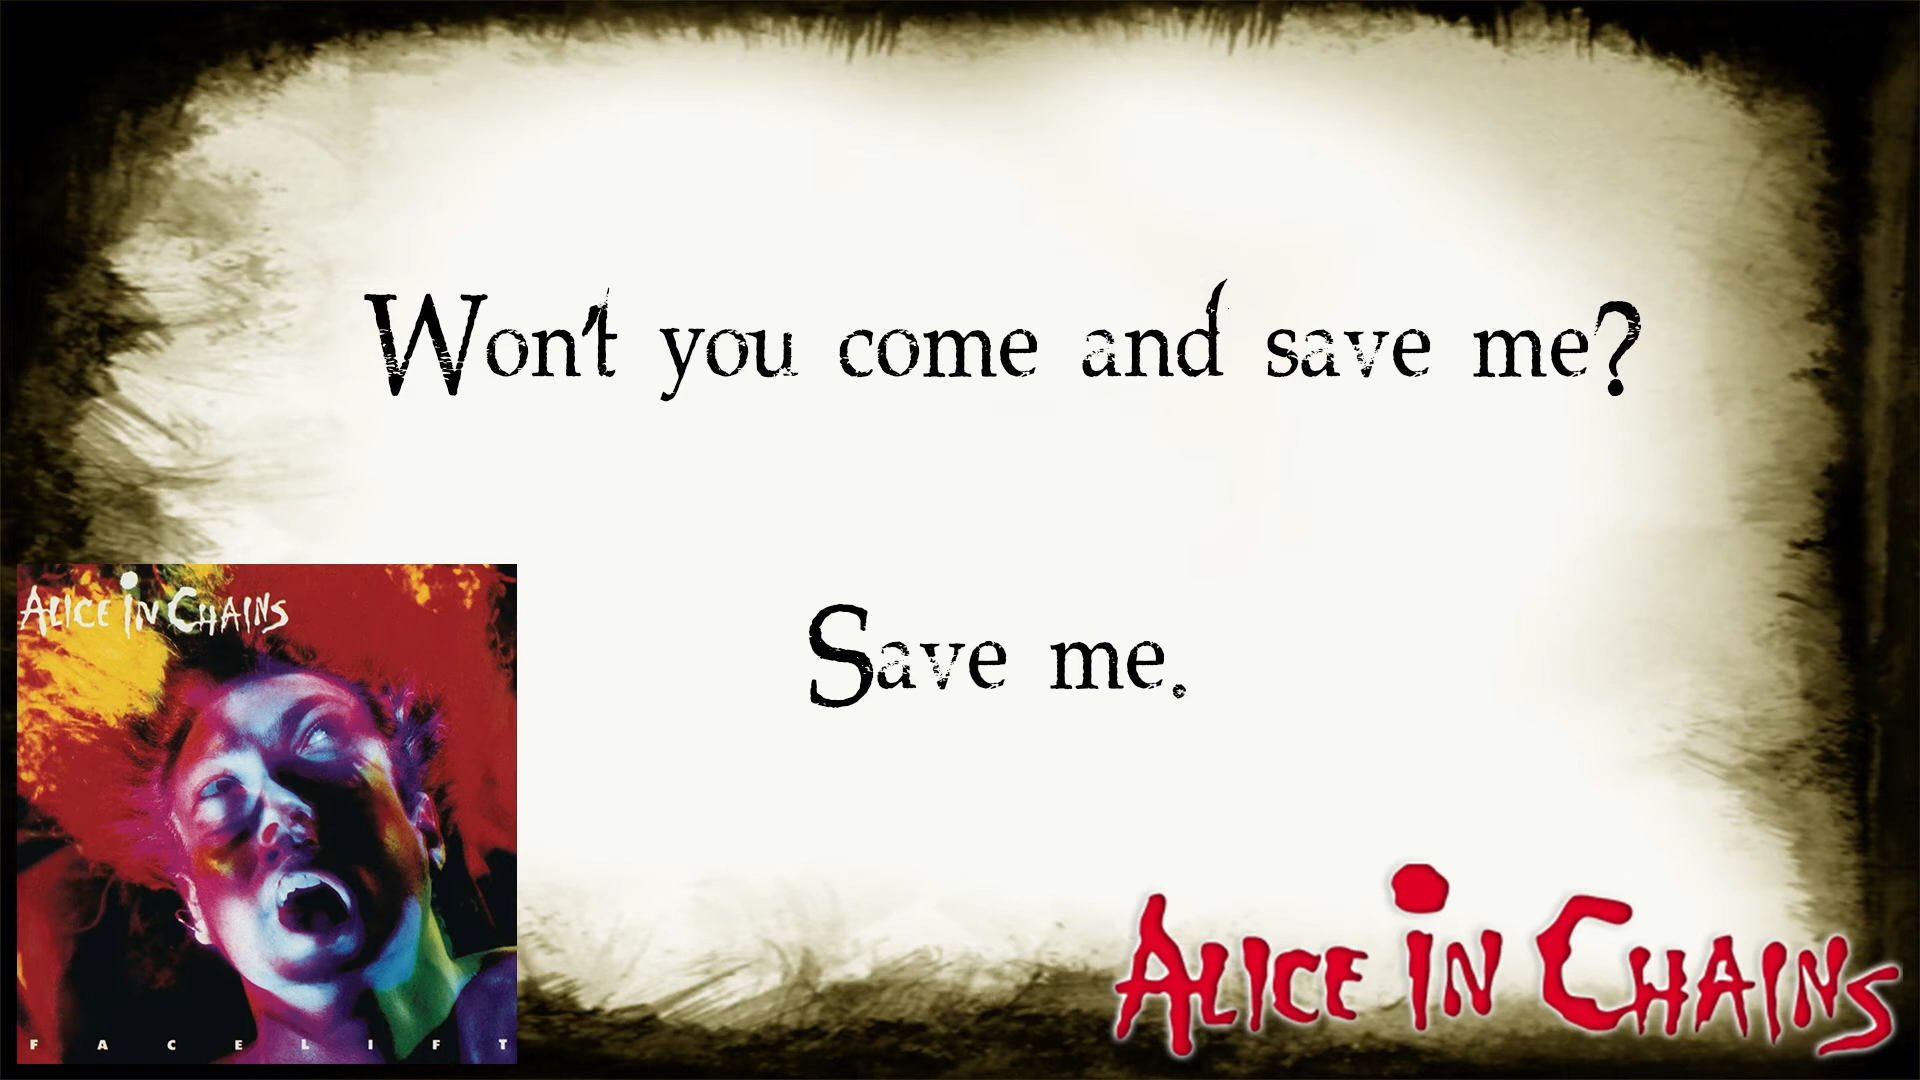 Won't you come and save me?
Save me.
ALICE IN CHAINS
FACELIFT
ALICE IN CHAINS